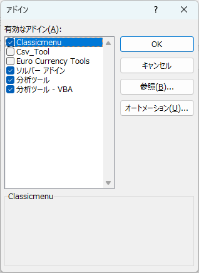 アドイン
有効なアドイン(A):
Classicmenu
Csv_Tool
Euro Currency Tools
ソルバー アドイン
分析ツール
分析ツール - VBA
OK
キャンセル
参照(B)...
オートメーション(U)...
Classicmenu